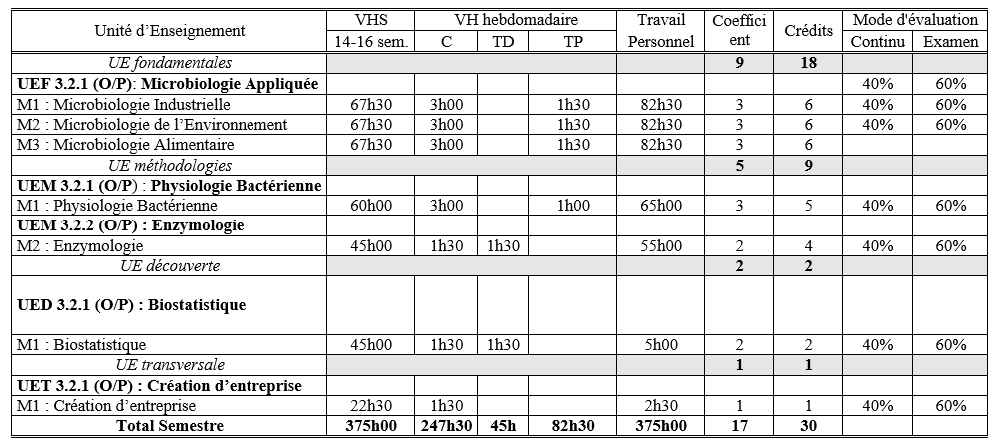 Unité d’Enseignement VHS VH hebdomadaire Travail Coeffici Crédits Mode d'évaluation
14-16 sem. C TD TP Personnel ent Continu Examen
UE fondamentales 9 18
UEF 3.2.1 (O/P): Microbiologie Appliquée 40% 60%
M1 : Microbiologie Industrielle 67h30 3h00 1h30 82h30 3 6 40% 60%
M2 : Microbiologie de l’Environnement 67h30 3h00 1h30 82h30 3 6 40% 60%
M3 : Microbiologie Alimentaire 67h30 3h00 1h30 82h30 3 6
UE méthodologies 5 9
UEM 3.2.1 (O/P) : Physiologie Bactérienne
M1 : Physiologie Bactérienne 60h00 3h00 1h00 65h00 3 5 40% 60%
UEM 3.2.2 (O/P) : Enzymologie
M2 : Enzymologie 45h00 1h30 1h30 55h00 2 4 40% 60%
UE découverte 2 2
UED 3.2.1 (O/P) : Biostatistique
M1 : Biostatistique 45h00 1h30 1h30 5h00 2 2 40% 60%
UE transversale 1 1
UET 3.2.1 (O/P) : Création d’entreprise
M1 : Création d’entreprise 22h30 1h30 2h30 1 1 40% 60%
Total Semestre 375h00 247h30 45h 82h30 375h00 17 30